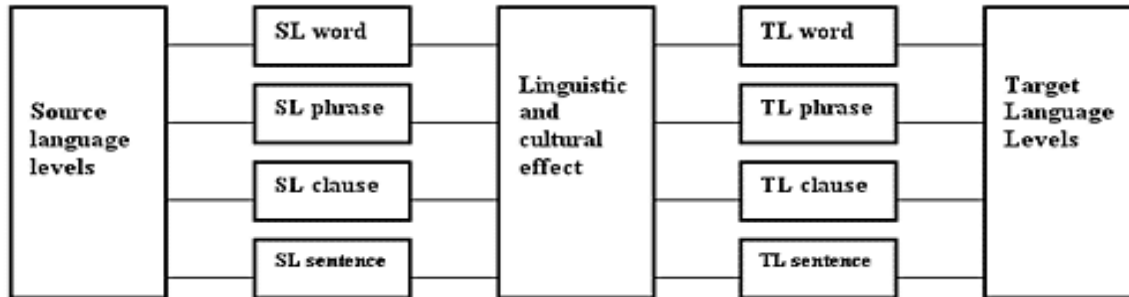 Source
language
levels
SL word
SL phrase
SL clause
SL sentence
Linguistic
and
cultural
effect
TL word
TL phrase
TL clause
TL sentence
Target
Language
Levels